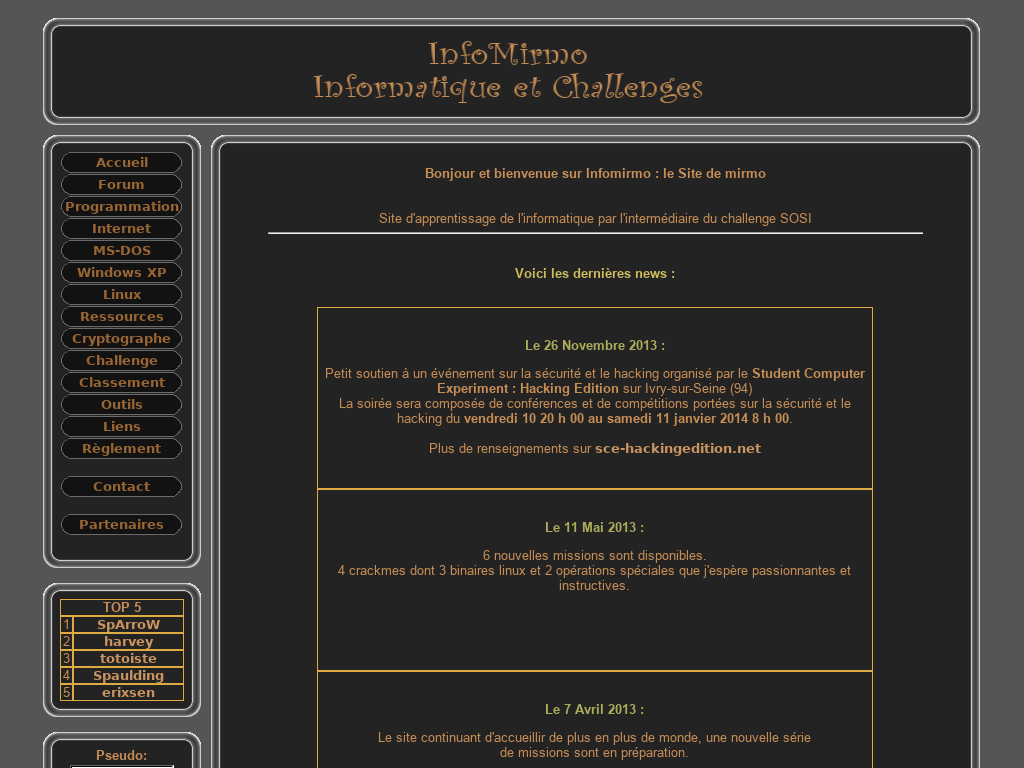 InfoMirmo
Informatique et Challenges
Accueil
Forum
Programmation
Internet
MS-DOS
Windows XP
Linux
Ressources
Cryptographe
Challenge
Classement
Outils
Liens
Règlement
Contact
Partenaires
TOP 5
1 SpArroW
2 harvey
3 totoiste
4 Spaulding
5 erixsen
Pseudo:
Bonjour et bienvenue sur Infomirmo : le Site de mirmo
Site d'apprentissage de l'informatique par l'intermédiaire du challenge SOSI
Voici les dernières news :
Le 26 Novembre 2013 :
Petit soutien à un événement sur la sécurité et le hacking organisé par le Student Computer
Experiment : Hacking Edition sur Ivry-sur-Seine (94)
La soirée sera composée de conférences et de compétitions portées sur la sécurité et le
hacking du vendredi 10 20 h 00 au samedi 11 janvier 2014 8 h 00.
Plus de renseignements sur sce-hackingedition.net
Le 11 Mai 2013 :
6 nouvelles missions sont disponibles.
4 crackmes dont 3 binaires linux et 2 opérations spéciales que j'espère passionnantes et
instructives.
Le 7 Avril 2013 :
Le site continuant d'accueillir de plus en plus de monde, une nouvelle série
de missions sont en préparation.